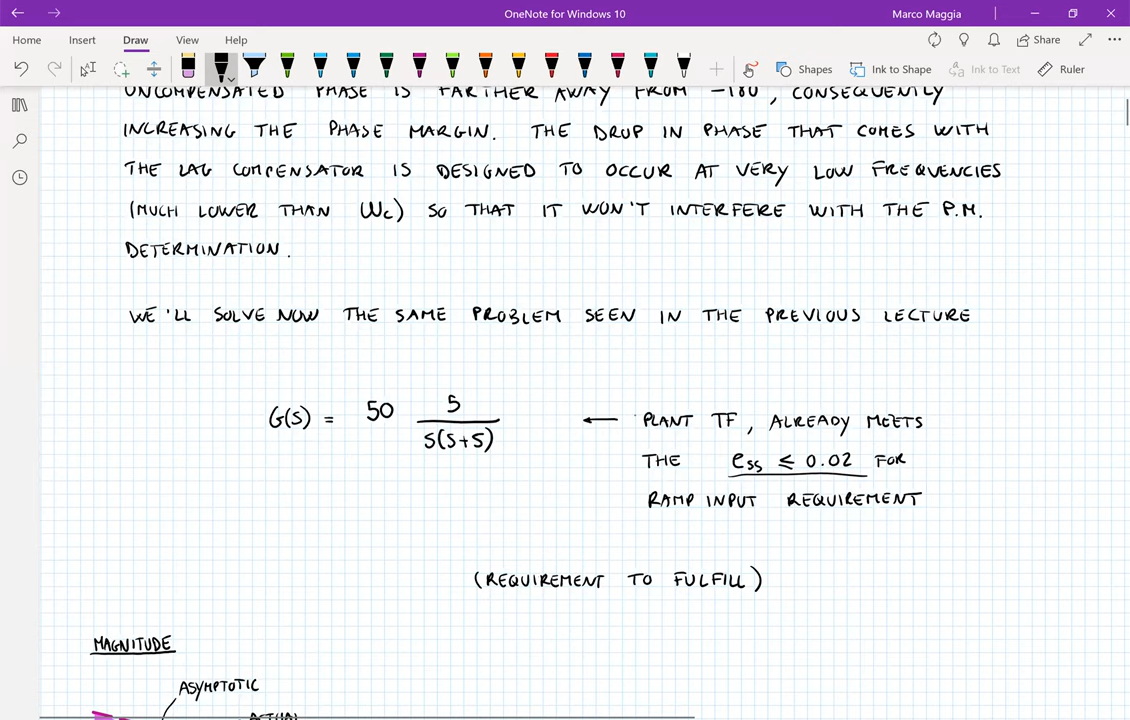 OneNote for Windows 10
Marco Maggia
Home Insert Draw View Help
Share
Shapes Ink to Shape Ink to Text Ruler
UNCOMPENSATED PHASE IS FARTHER AWAY FROM -180°, CONSEQUENTLY
INCREASING THE PHASE MARGIN. THE DROP IN PHASE THAT COMES WITH
THE LAG COMPENSATOR IS DESIGNED TO OCCUR AT VERY LOW FREQUENCIES
(MUCH LOWER THAN ωc) SO THAT IT WON'T INTERFERE WITH THE P.M.
DETERMINATION.
WE'LL SOLVE NOW THE SAME PROBLEM SEEN IN THE PREVIOUS LECTURE
G(S) = 50 5 / S(S+5)
← PLANT TF, ALREADY MEETS
THE ess ≤ 0.02 FOR
RAMP INPUT REQUIREMENT
(REQUIREMENT TO FULFILL)
MAGNITUDE
ASYMPTOTIC
ACTUAL